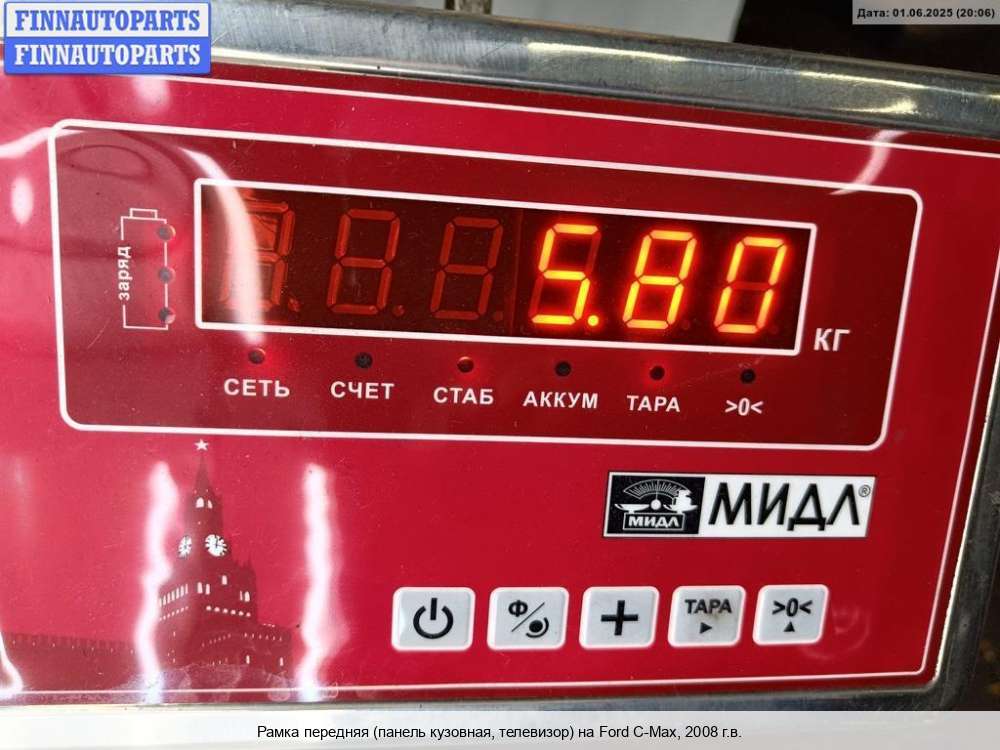 FINNAUTOPARTS
FINNAUTOPARTS
Дата: 01.06.2025 (20:06)
заряд
5.80
КГ
СЕТЬ СЧЕТ СТАБ АККУМ ТАРА >0<
МИДЛ МИДЛ®
Ф/ + ТАРА >0<
Рамка передняя (панель кузовная, телевизор) на Ford C-Max, 2008 г.в.